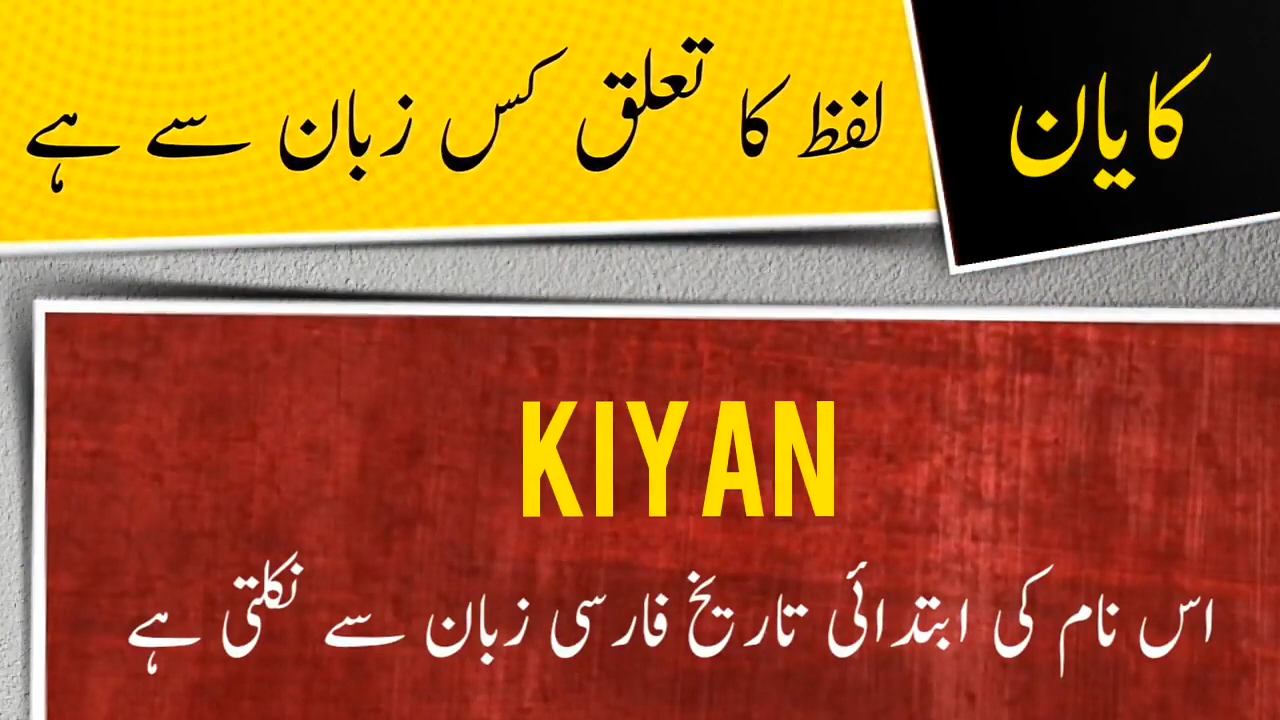 کایان
لفظ کا تعلق کس زبان سے ہے
KIYAN
اس نام کی ابتدائی تاریخ فارسی زبان سے نکلتی ہے